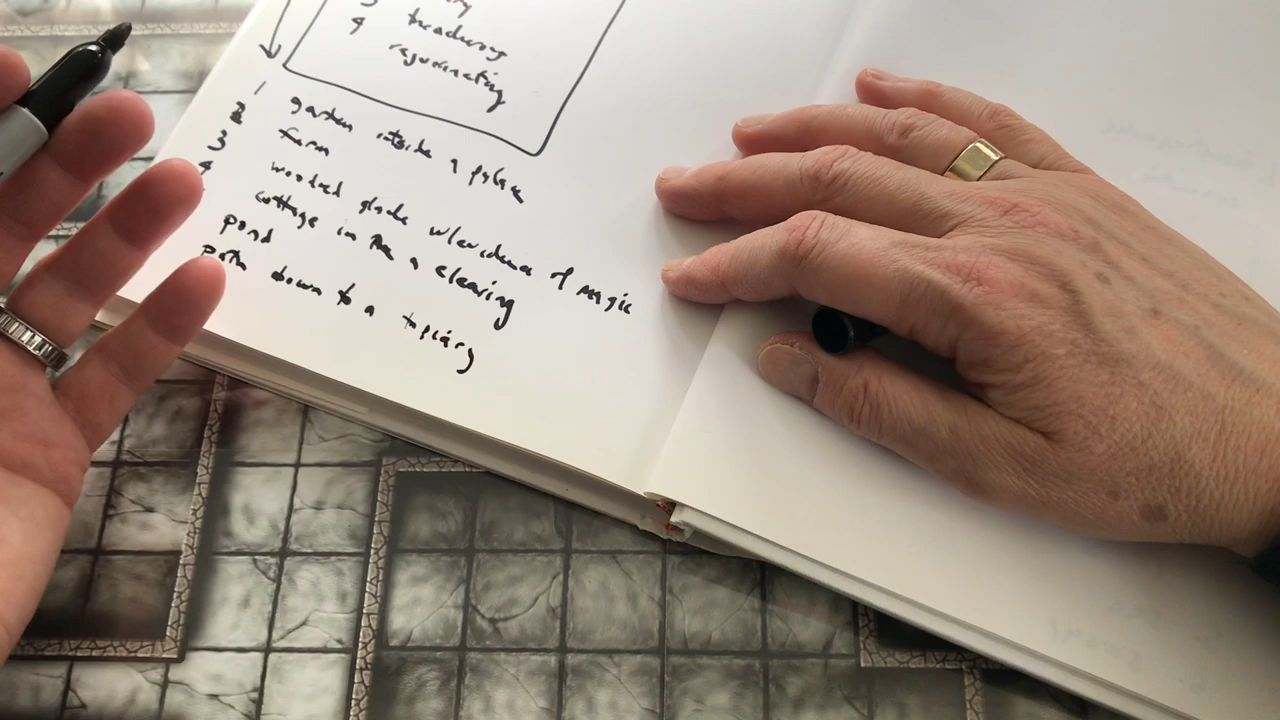 4 treacherous
rejuvenating
1 garden outside a palace
2 farm
3 wooded glade w/evidence of magic
4 cottage in a clearing
pond
path down to a topiary